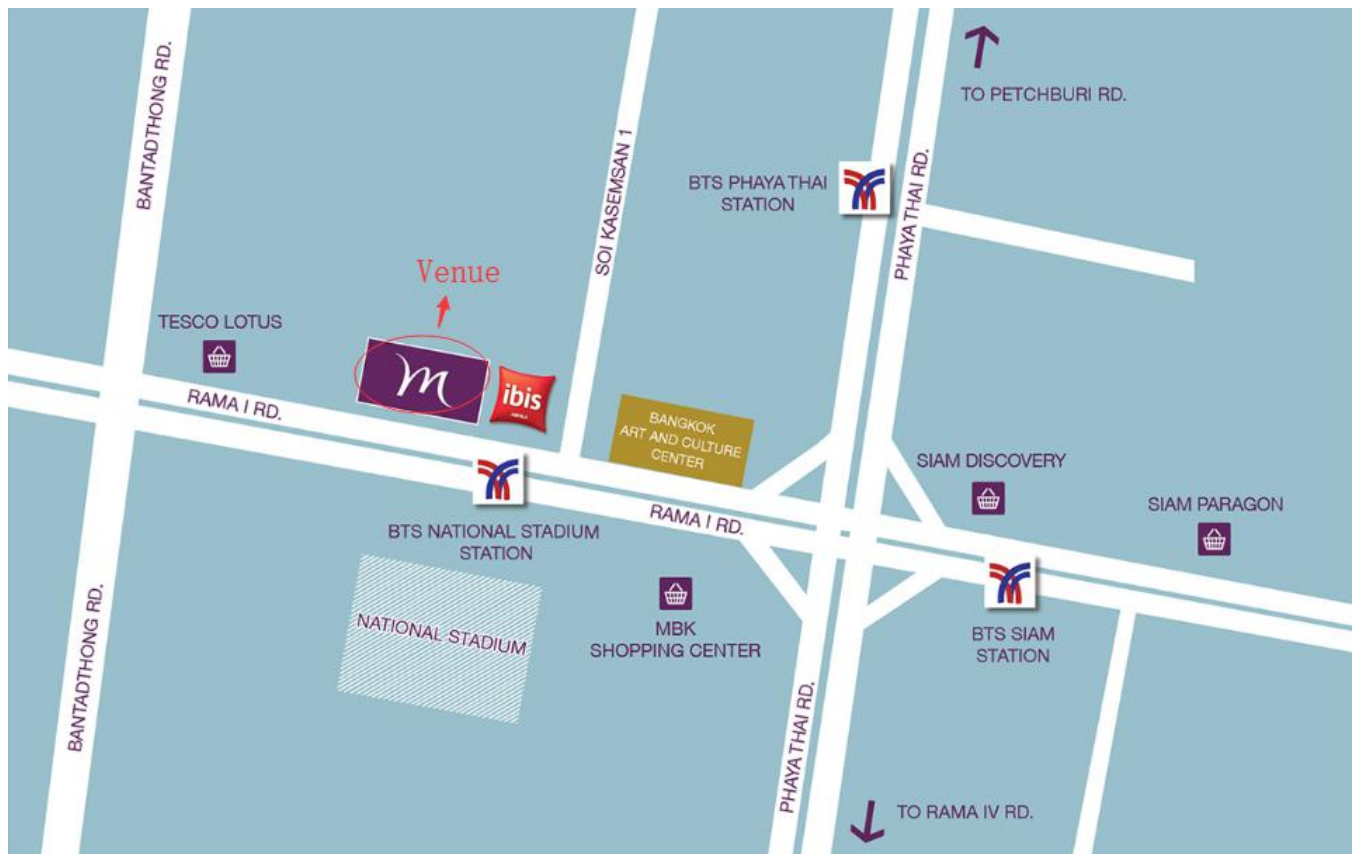 BANTADTHONG RD.
SOI KASEMSAN 1
PHAYA THAI RD.
TO PETCHBURI RD.
BTS PHAYA THAI
STATION
Venue
TESCO LOTUS
m
ibis
HOTELS
RAMA I RD.
BANGKOK
ART AND CULTURE
CENTER
SIAM DISCOVERY
SIAM PARAGON
RAMA I RD.
BTS NATIONAL STADIUM
STATION
NATIONAL STADIUM
MBK
SHOPPING CENTER
BTS SIAM
STATION
BANTADTHONG RD.
PHAYA THAI RD.
TO RAMA IV RD.